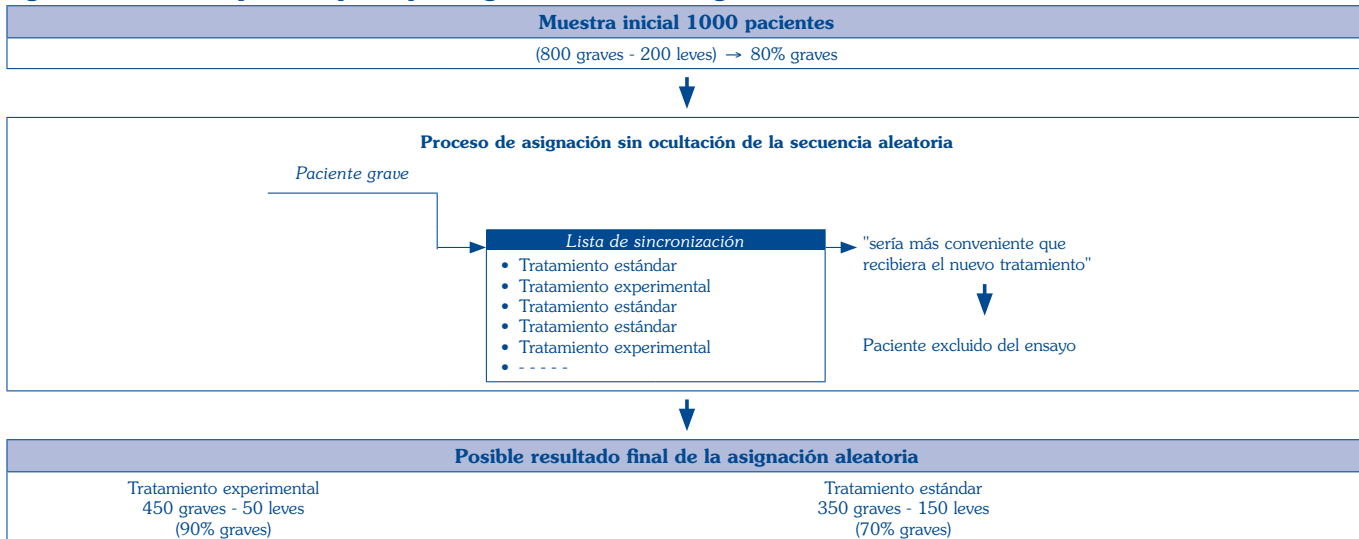 Muestra inicial 1000 pacientes
(800 graves - 200 leves) → 80% graves
Proceso de asignación sin ocultación de la secuencia aleatoria
Paciente grave
Lista de sincronización
• Tratamiento estándar
• Tratamiento experimental
• Tratamiento estándar
• Tratamiento estándar
• Tratamiento experimental
• - - - - -
"sería más conveniente que
recibiera el nuevo tratamiento"
Paciente excluido del ensayo
Posible resultado final de la asignación aleatoria
Tratamiento experimental
450 graves - 50 leves
(90% graves)
Tratamiento estándar
350 graves - 150 leves
(70% graves)